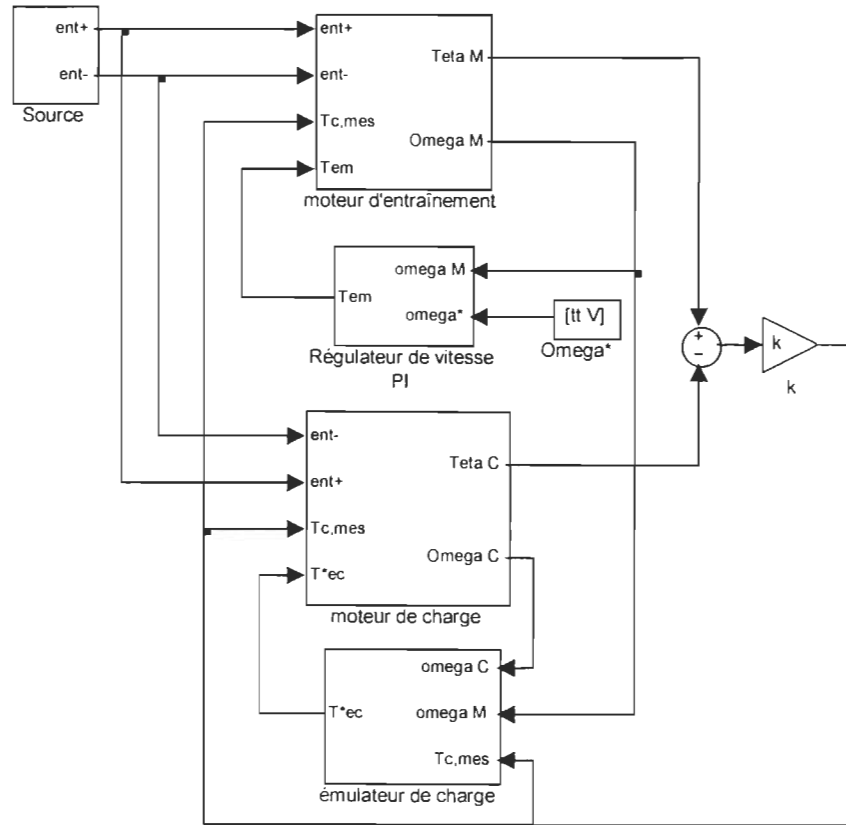 ent+
ent-
Source
ent+
ent-
Tc,mes
Tem
Teta M
Omega M
moteur d'entraînement
omega M
Tem
omega*
[tt V]
Omega*
Régulateur de vitesse
PI
+
−
k
k
ent-
ent+
Tc,mes
T*ec
Teta C
Omega C
moteur de charge
omega C
T*ec
omega M
Tc,mes
émulateur de charge